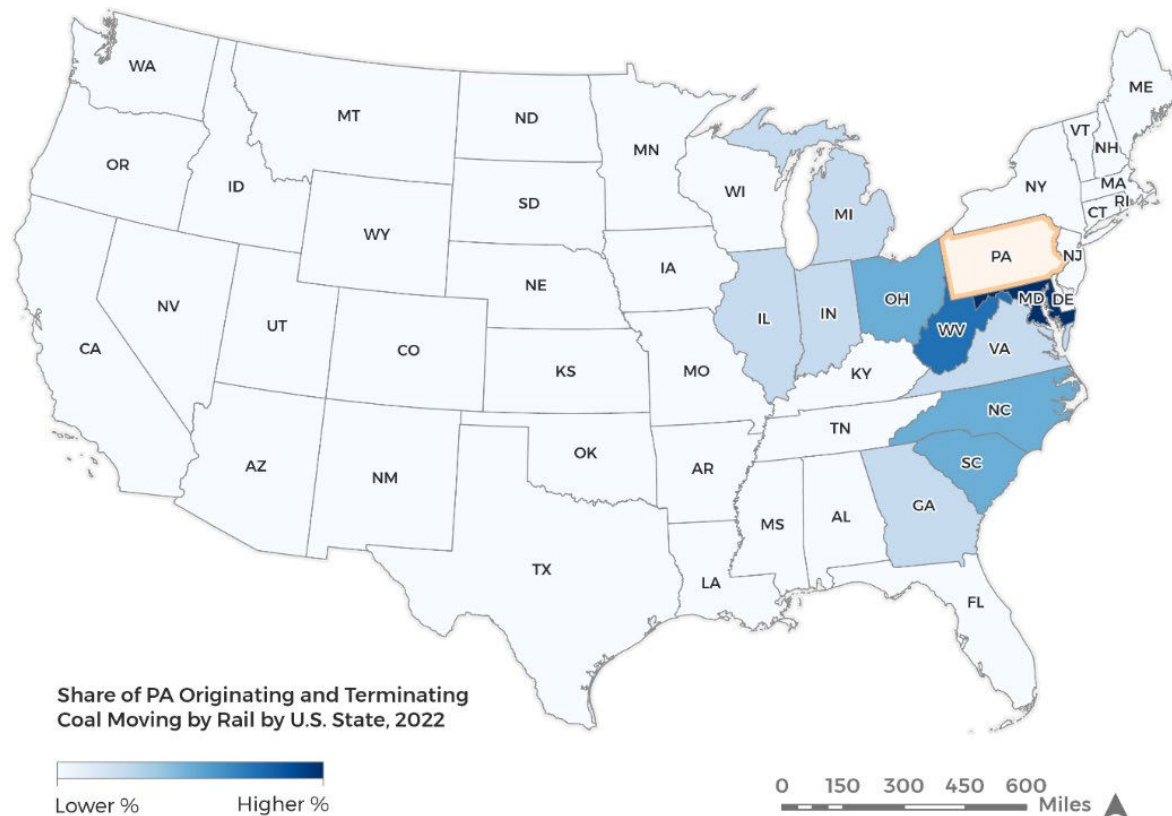 WA
MT
ND
MN
ME
VT
NH
OR
ID
SD
WI
NY
MA
RI
CT
MI
WY
IA
PA
NJ
NE
OH
MD
DE
NV
UT
IL
IN
WV
VA
CA
CO
KS
MO
KY
NC
TN
AZ
NM
OK
AR
SC
MS
AL
GA
TX
LA
FL
Share of PA Originating and Terminating
Coal Moving by Rail by U.S. State, 2022
Lower %
Higher %
0 150 300 450 600
Miles